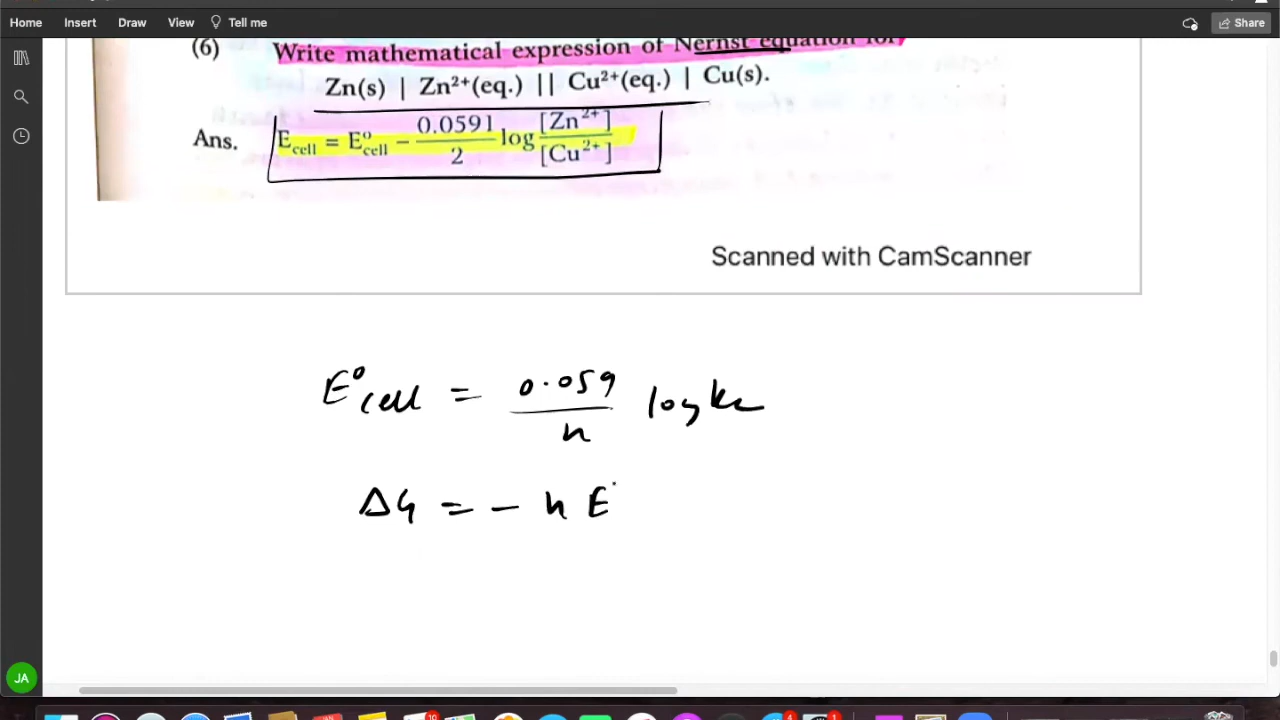 Home Insert Draw View Tell me Share
(6) Write mathematical expression of Nernst equation for
Zn(s) | Zn²⁺(eq.) || Cu²⁺(eq.) | Cu(s).
Ans. E_cell = E°_cell − 0.0591/2 log [Zn²⁺]/[Cu²⁺]
Scanned with CamScanner
E°cell = 0.059/n log Kc
ΔG = − n E
JA